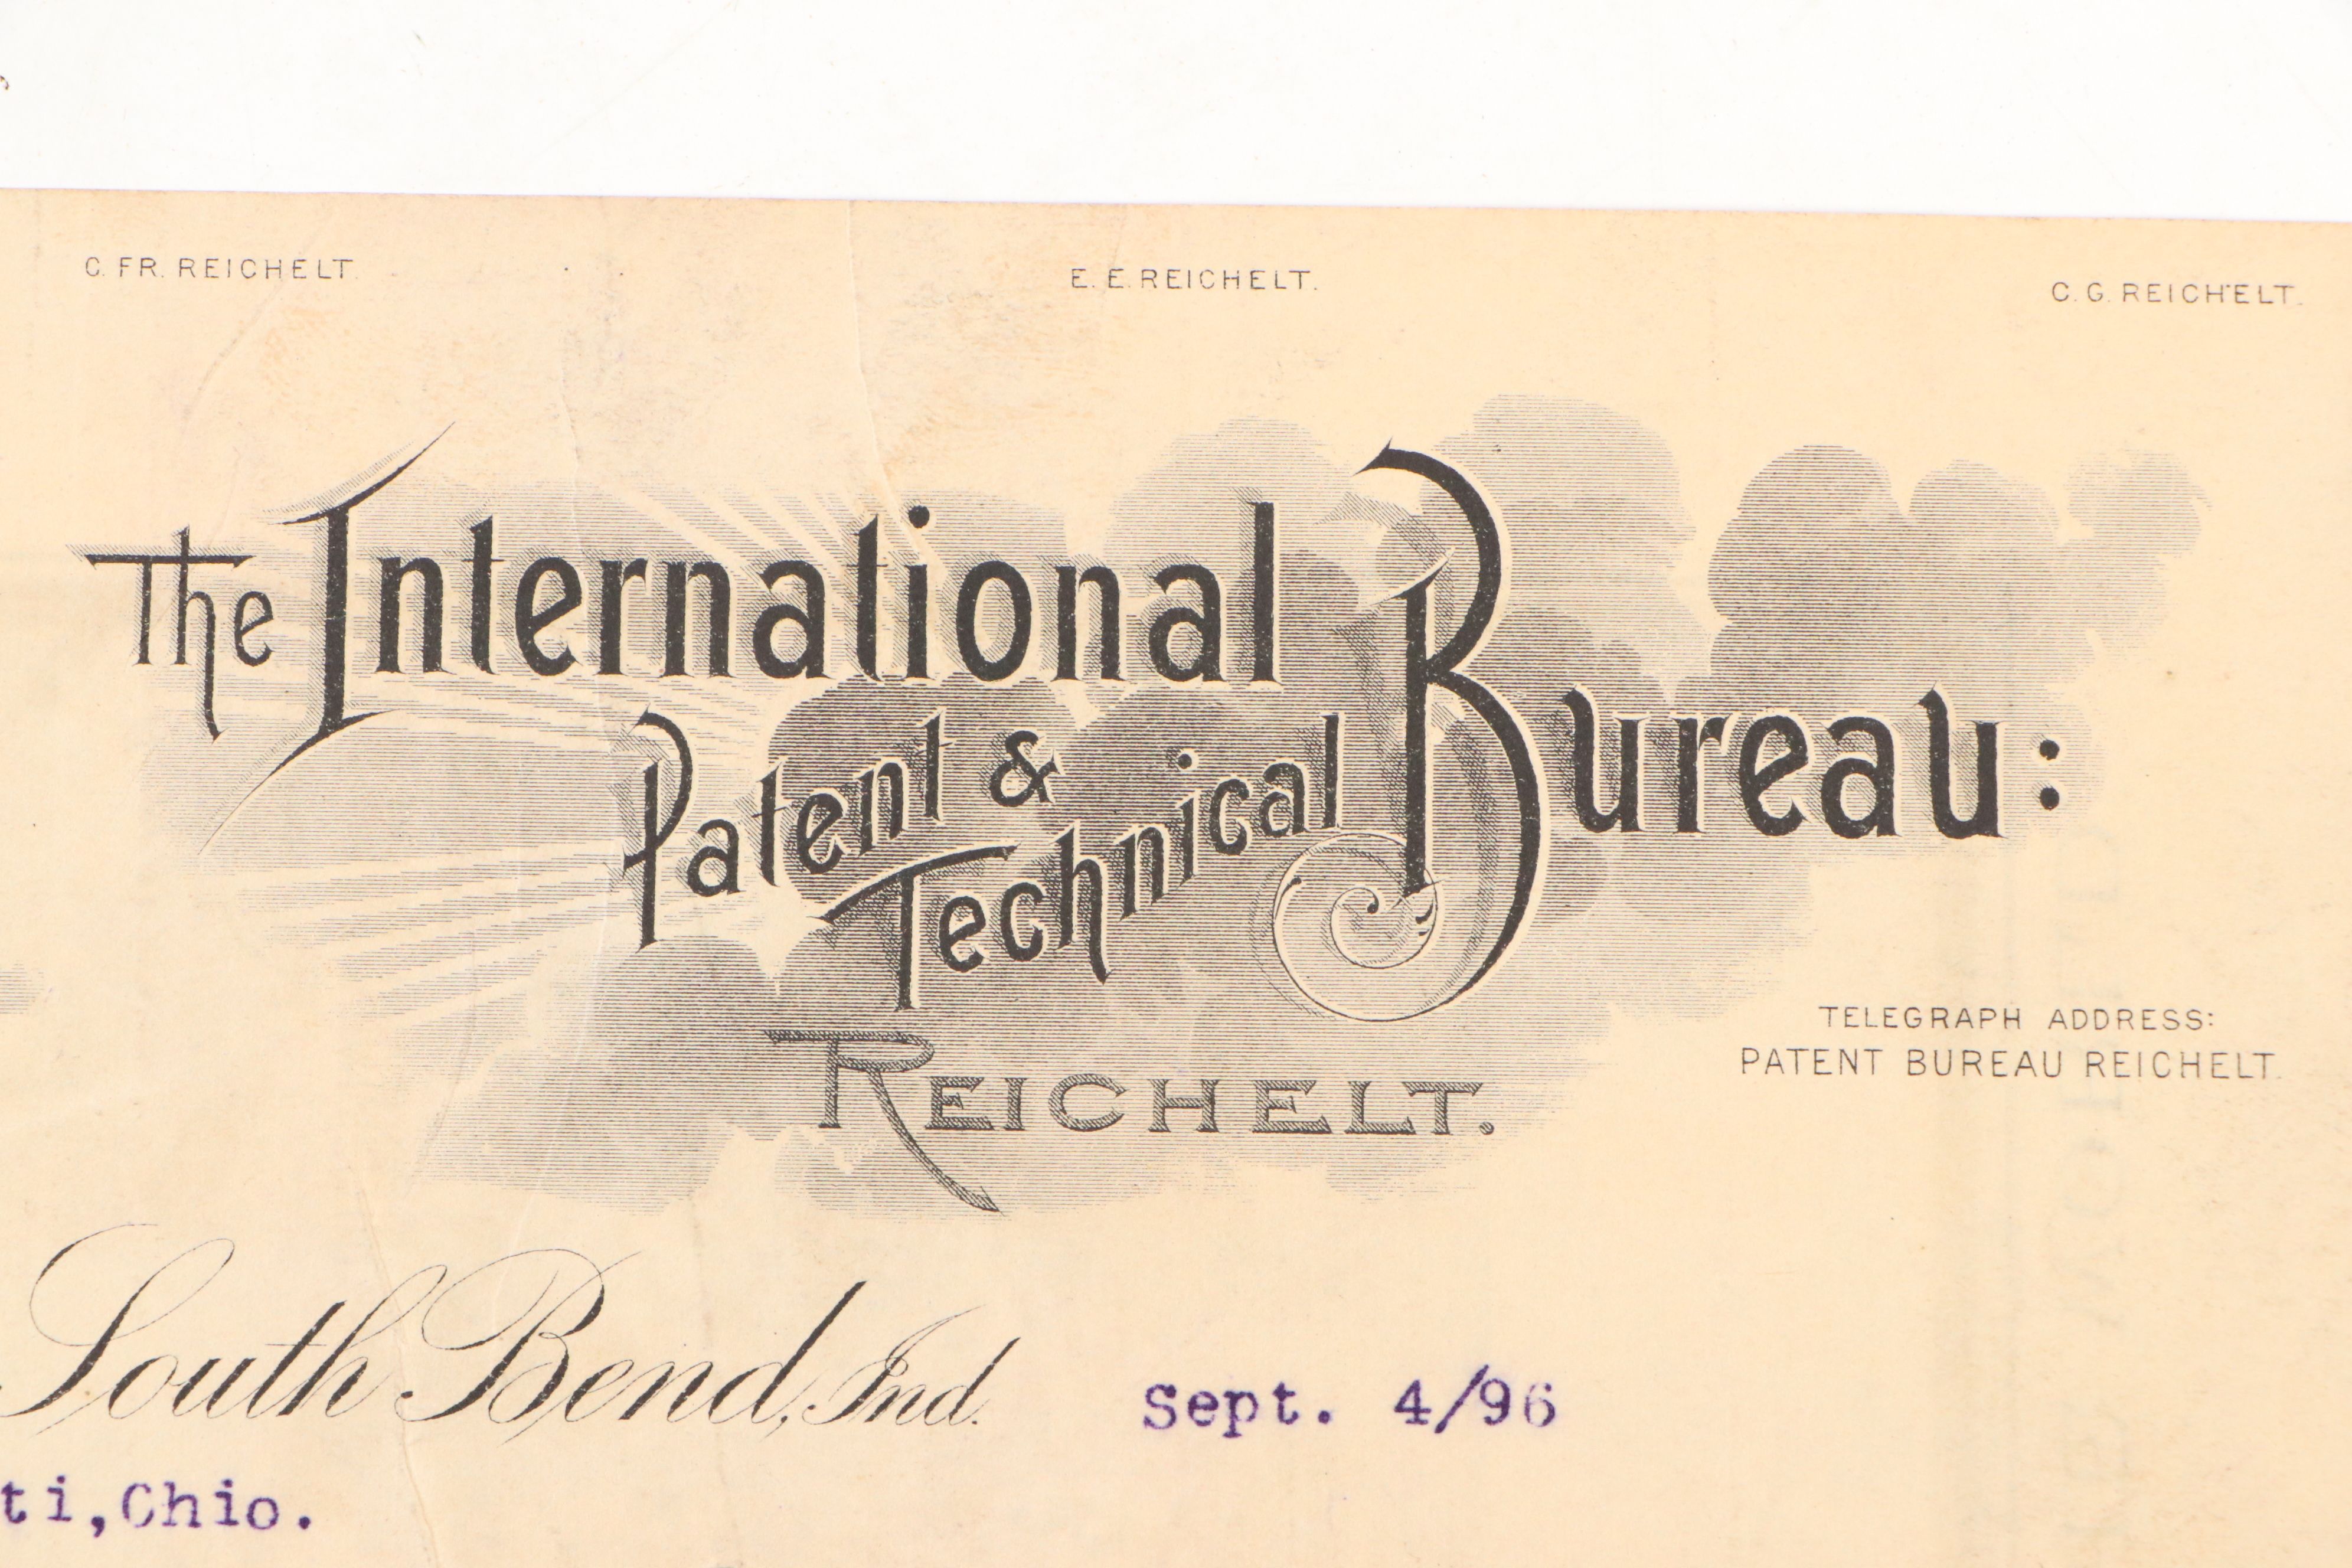 C. FR. REICHELT. E. E. REICHELT. C. G. REICHELT.
The International
Bureau:
Patent &
Technical
REICHELT.
TELEGRAPH ADDRESS:
PATENT BUREAU REICHELT.
South Bend, Ind. Sept. 4/96
ti,Ohio.